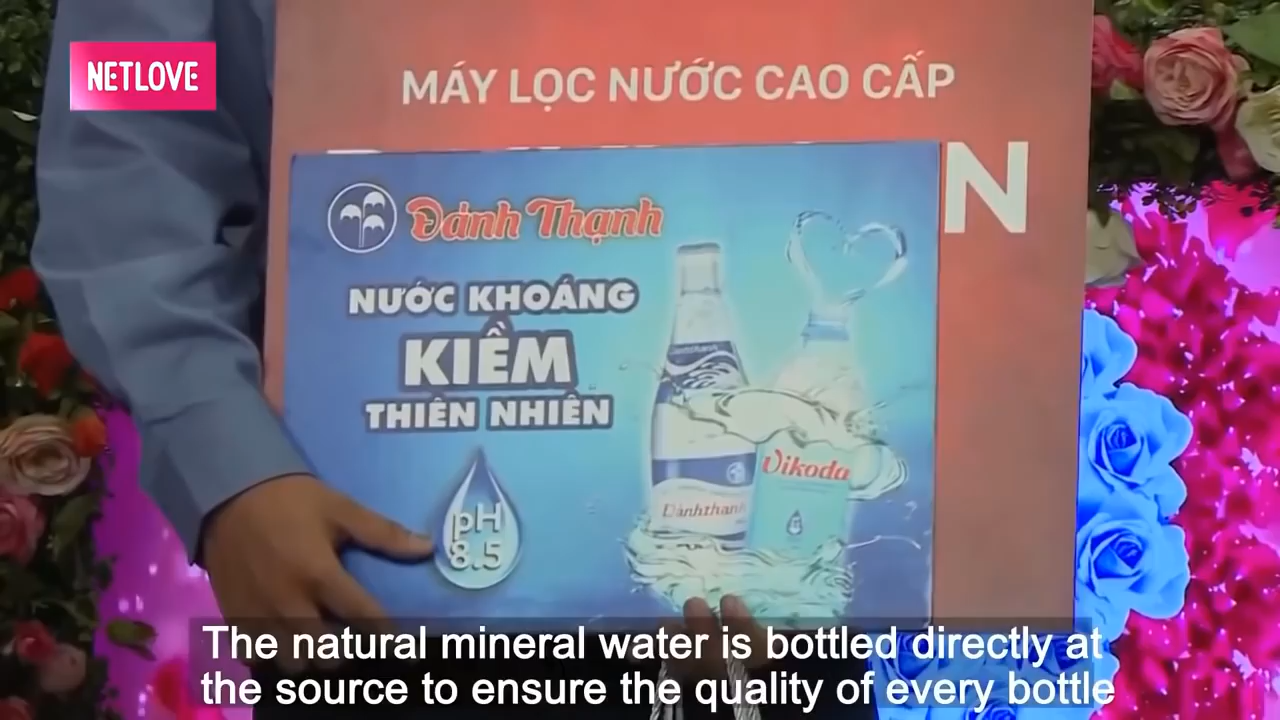 NETLOVE
MÁY LỌC NƯỚC CAO CẤP
N
Đảnh Thạnh
NƯỚC KHOÁNG
KIỀM
THIÊN NHIÊN
pH
8.5
Vikoda
Đảnhthạnh
The natural mineral water is bottled directly at
the source to ensure the quality of every bottle